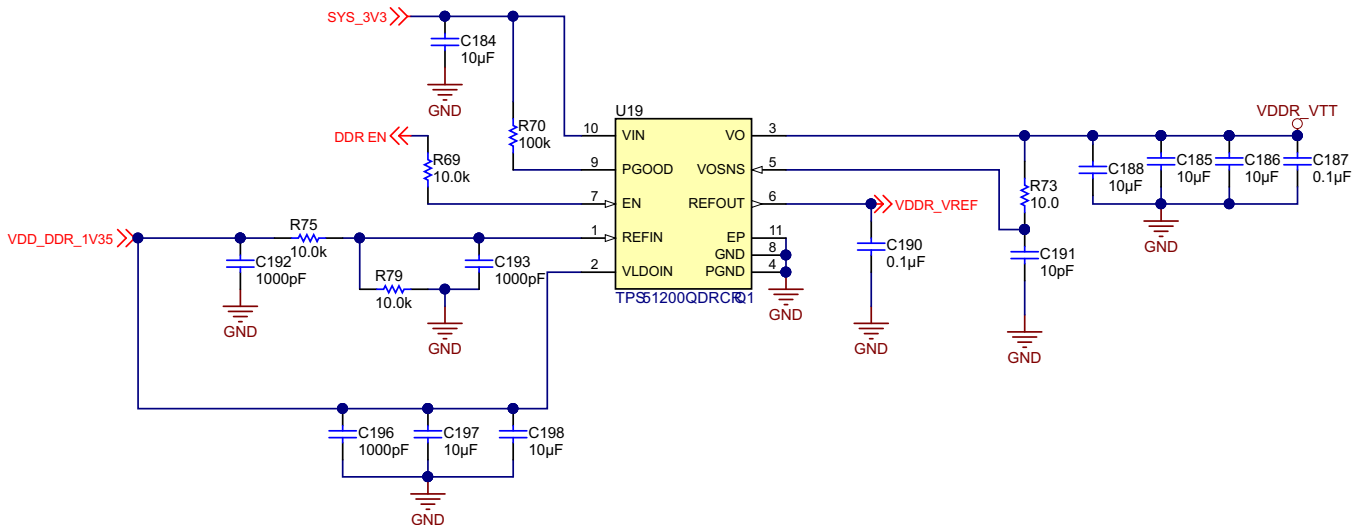 SYS_3V3
C184
10µF
GND
U19
VDDR_VTT
DDR EN
R70
100k
10
VIN
VO
3
R69
10.0k
9
PGOOD
VOSNS
5
C188
10µF
C185
10µF
C186
10µF
C187
0.1µF
R73
10.0
7
EN
REFOUT
6
VDDR_VREF
GND
VDD_DDR_1V35
R75
10.0k
1
REFIN
EP
11
GND
8
C190
0.1µF
C191
10pF
C192
1000pF
C193
1000pF
2
VLDOIN
PGND
4
R79
10.0k
TPS51200QDRCRQ1
GND
GND
GND
GND
GND
C196
1000pF
C197
10µF
C198
10µF
GND